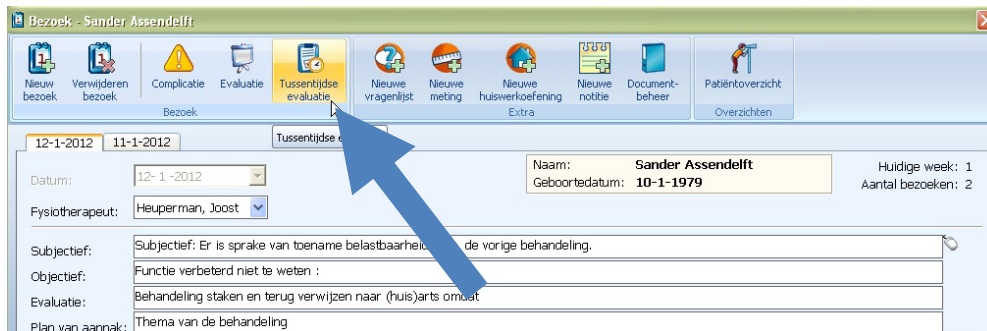 Bezoek - Sander Assendelft
Nieuw bezoek
Verwijderen bezoek
Complicatie
Evaluatie
Tussentijdse evaluatie
Nieuwe vragenlijst
Nieuwe meting
Nieuwe huiswerkoefening
Nieuwe notitie
Document-beheer
Patiëntoverzicht
Bezoek
Extra
Overzichten
Tussentijdse
12-1-2012
11-1-2012
Naam: Sander Assendelft
Geboortedatum: 10-1-1979
Huidige week: 1
Aantal bezoeken: 2
Datum: 12- 1 -2012
Fysiotherapeut: Heuperman, Joost
Subjectief: Subjectief: Er is sprake van toename de vorige behandeling.
Objectief: Functie verbeterd niet te weten :
Evaluatie: Behandeling staken en terug verwijzen naar (huis)arts omdat
Plan van aanpak: Thema van de behandeling